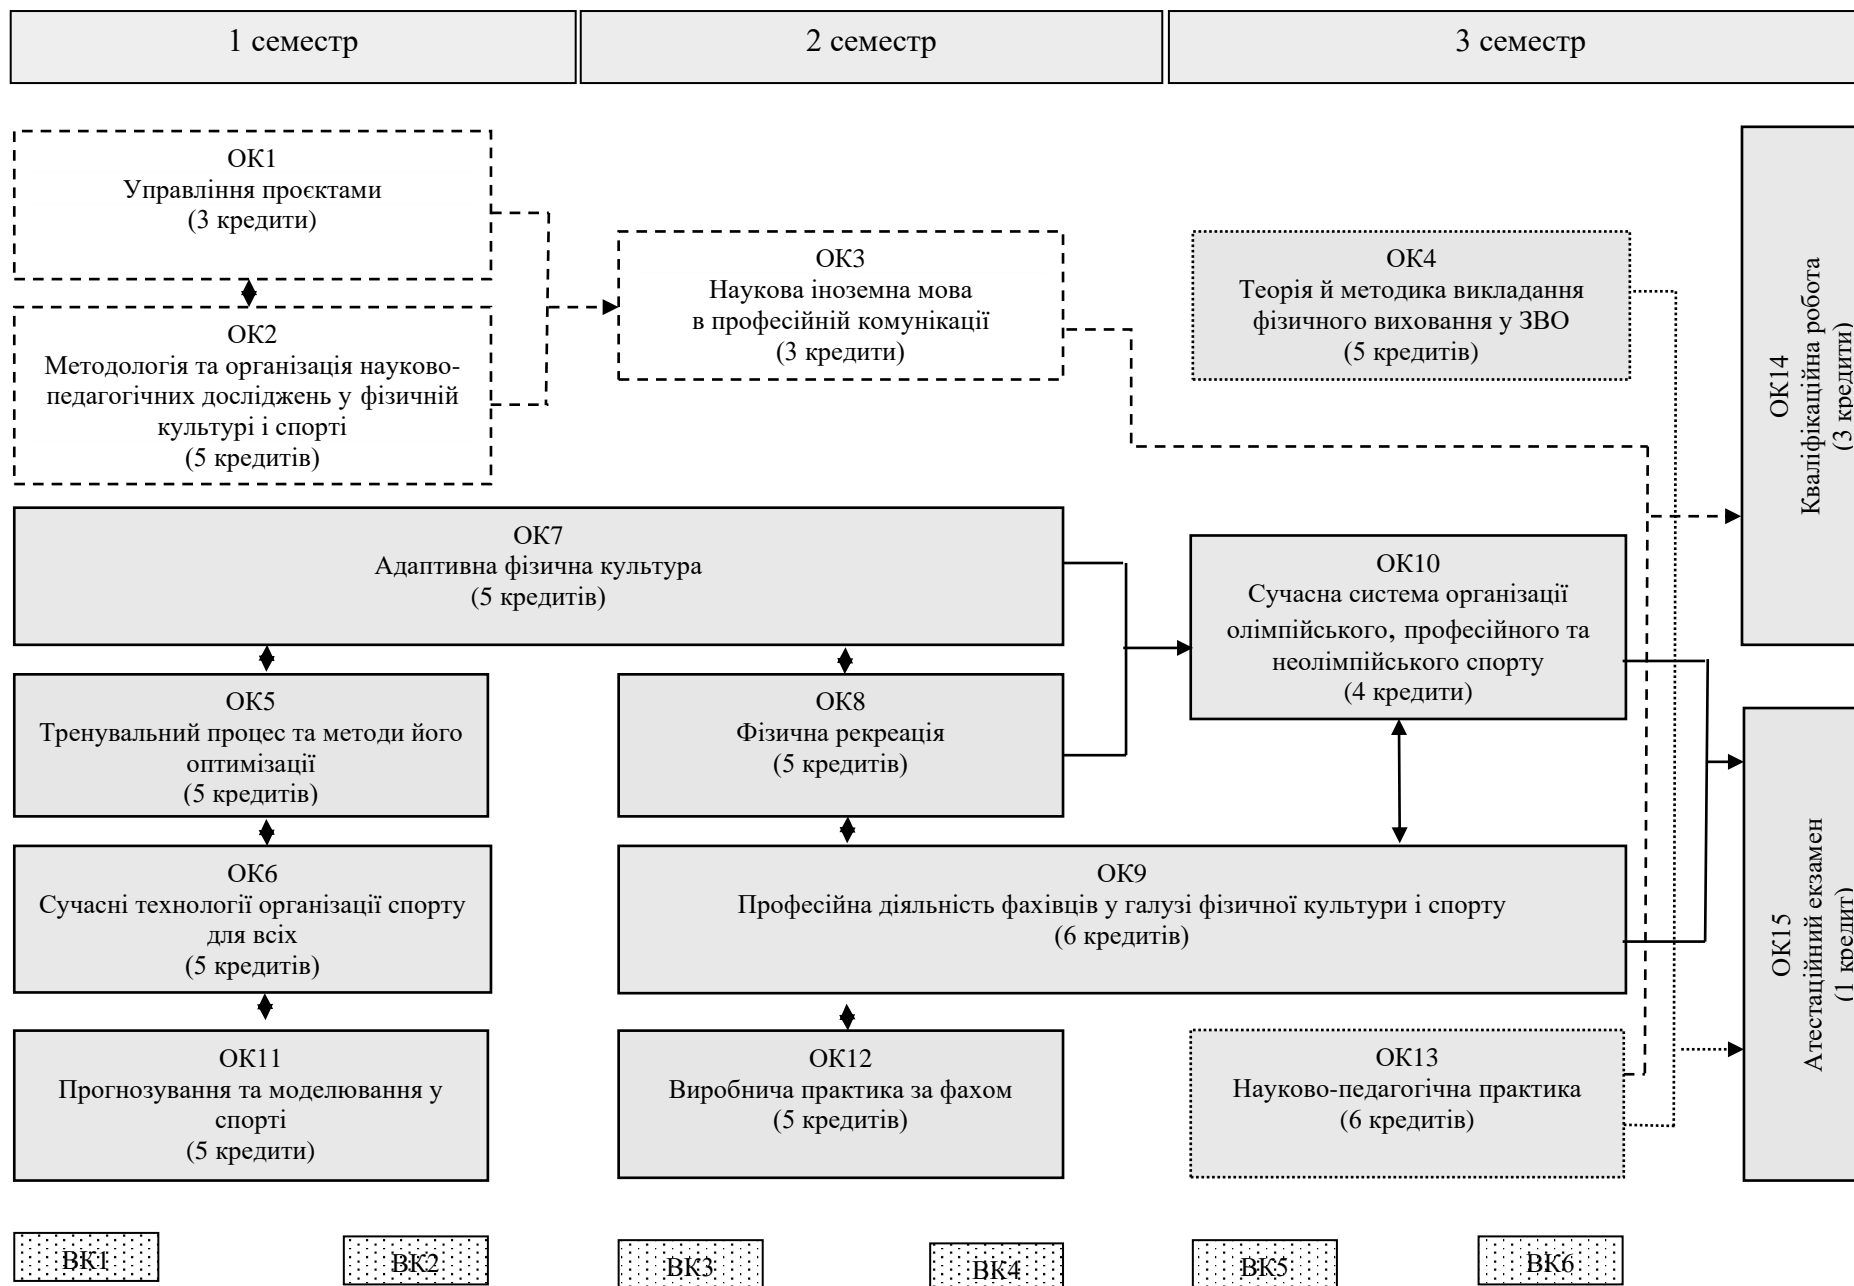 1 семестр
2 семестр
3 семестр
ОК1
Управління проєктами
(3 кредити)
ОК2
Методологія та організація науково-
педагогічних досліджень у фізичній
культурі і спорті
(5 кредитів)
ОК3
Наукова іноземна мова
в професійній комунікації
(3 кредити)
ОК4
Теорія й методика викладання
фізичного виховання у ЗВО
(5 кредитів)
ОК14
Кваліфікаційна робота
(3 кредити)
ОК7
Адаптивна фізична культура
(5 кредитів)
ОК10
Сучасна система організації
олімпійського, професійного та
неолімпійського спорту
(4 кредити)
ОК5
Тренувальний процес та методи його
оптимізації
(5 кредитів)
ОК8
Фізична рекреація
(5 кредитів)
ОК6
Сучасні технології організації спорту
для всіх
(5 кредитів)
ОК9
Професійна діяльність фахівців у галузі фізичної культури і спорту
(6 кредитів)
ОК15
Атестаційний екзамен
(1 кредит)
ОК11
Прогнозування та моделювання у
спорті
(5 кредити)
ОК12
Виробнича практика за фахом
(5 кредитів)
ОК13
Науково-педагогічна практика
(6 кредитів)
ВК1
ВК2
ВК3
ВК4
ВК5
ВК6